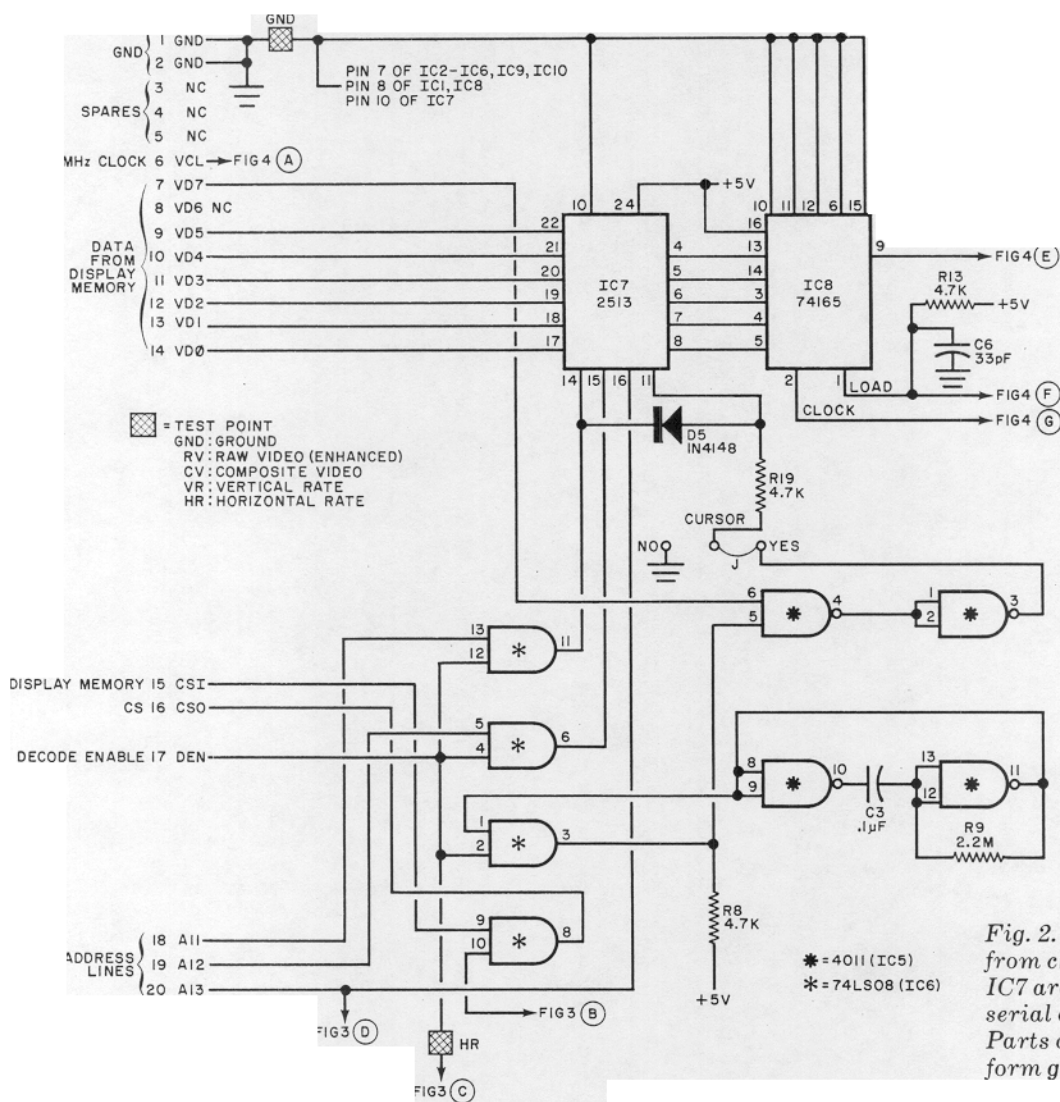 GND
GND { 1 GND
2 GND
SPARES { 3 NC
4 NC
5 NC
PIN 7 OF IC2-IC6, IC9, IC10
PIN 8 OF IC1, IC8
PIN 10 OF IC7
MHz CLOCK 6 VCL → FIG 4 (A)
DATA FROM DISPLAY MEMORY
7 VD7
8 VD6 NC
9 VD5
10 VD4
11 VD3
12 VD2
13 VD1
14 VDØ
10 24
+5V
22
21
20
19
18
17
IC7
2513
4
5
6
7
8
14 15 16 11
10 11 12 6 15
16
13
14
3
4
5
IC8
74165
9
2 1
FIG 4 (E)
R13
4.7K
+5V
C6
33pF
LOAD
FIG 4 (F)
CLOCK
FIG 4 (G)
= TEST POINT
GND: GROUND
RV: RAW VIDEO (ENHANCED)
CV: COMPOSITE VIDEO
VR: VERTICAL RATE
HR: HORIZONTAL RATE
D5
IN4148
R19
4.7K
CURSOR
NO
YES
J
6
5
*
4
1
2
*
3
13
12
*
11
DISPLAY MEMORY 15 CSI
CS 16 CSO
5
4
*
6
DECODE ENABLE 17 DEN
8
9
*
10
C3
.1µF
13
12
*
11
R9
2.2M
1
2
*
3
9
10
*
8
R8
4.7K
+5V
ADDRESS LINES
18 A11
19 A12
20 A13
FIG 3 (D)
FIG 3 (B)
HR
FIG 3 (C)
* = 4011 (IC5)
* = 74LS08 (IC6)
Fig. 2.
from c
IC7 ar
serial
Parts
form g